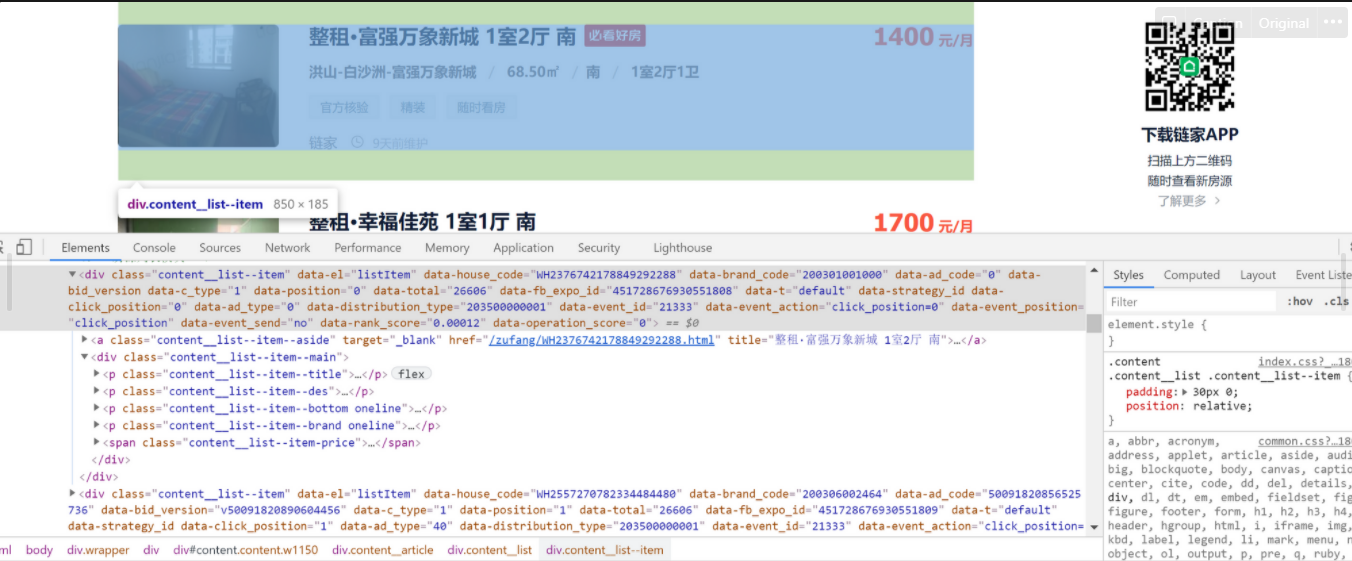 整租·富强万象新城 1室2厅 南 必看好房
1400 元/月
洪山-白沙洲-富强万象新城 / 68.50㎡ / 南 / 1室2厅1卫
官方核验 精装 随时看房
链家 9天前维护
Original
下载链家APP
扫描上方二维码
随时查看新房源
了解更多 >
div.content__list--item 850 × 185
整租·幸福佳苑 1室1厅 南
1700 元/月
Elements Console Sources Network Performance Memory Application Security Lighthouse
<div class="content__list--item" data-el="listItem" data-house_code="WH2376742178849292288" data-brand_code="200301001000" data-ad_code="0" data-
bid_version data-c_type="1" data-position="0" data-total="26606" data-fb_expo_id="451728676930551808" data-t="default" data-strategy_id data-
click_position="0" data-ad_type="0" data-distribution_type="203500000001" data-event_id="21333" data-event_action="click_position=0" data-event_position=
"click_position" data-event_send="no" data-rank_score="0.00012" data-operation_score="0"> == $0
<a class="content__list--item--aside" target="_blank" href="/zufang/WH2376742178849292288.html" title="整租·富强万象新城 1室2厅 南">…</a>
<div class="content__list--item--main">
<p class="content__list--item--title">…</p> flex
<p class="content__list--item--des">…</p>
<p class="content__list--item--bottom oneline">…</p>
<p class="content__list--item--brand oneline">…</p>
<span class="content__list--item-price">…</span>
</div>
</div>
<div class="content__list--item" data-el="listItem" data-house_code="WH2557270782334484480" data-brand_code="200306002464" data-ad_code="50091820856525
736" data-bid_version="v50091820890604456" data-c_type="1" data-position="1" data-total="26606" data-fb_expo_id="451728676930551809" data-t="default"
data-strategy_id data-click_position="1" data-ad_type="40" data-distribution_type="203500000001" data-event_id="21333" data-event_action="click_position=
ml body div.wrapper div div#content.content.w1150 div.content__article div.content__list div.content__list--item
Styles Computed Layout Event Liste
Filter :hov .cls
element.style {
}
.content index.css?_…18
.content__list .content__list--item {
padding: 30px 0;
position: relative;
}
a, abbr, acronym, common.css?…18
address, applet, article, aside, audi
big, blockquote, body, canvas, captio
center, cite, code, dd, del, details,
div, dl, dt, em, embed, fieldset, fig
figure, footer, form, h1, h2, h3, h4,
header, hgroup, html, i, iframe, img,
kbd, label, legend, li, mark, menu, n
object, ol, output, p, pre, q, ruby,